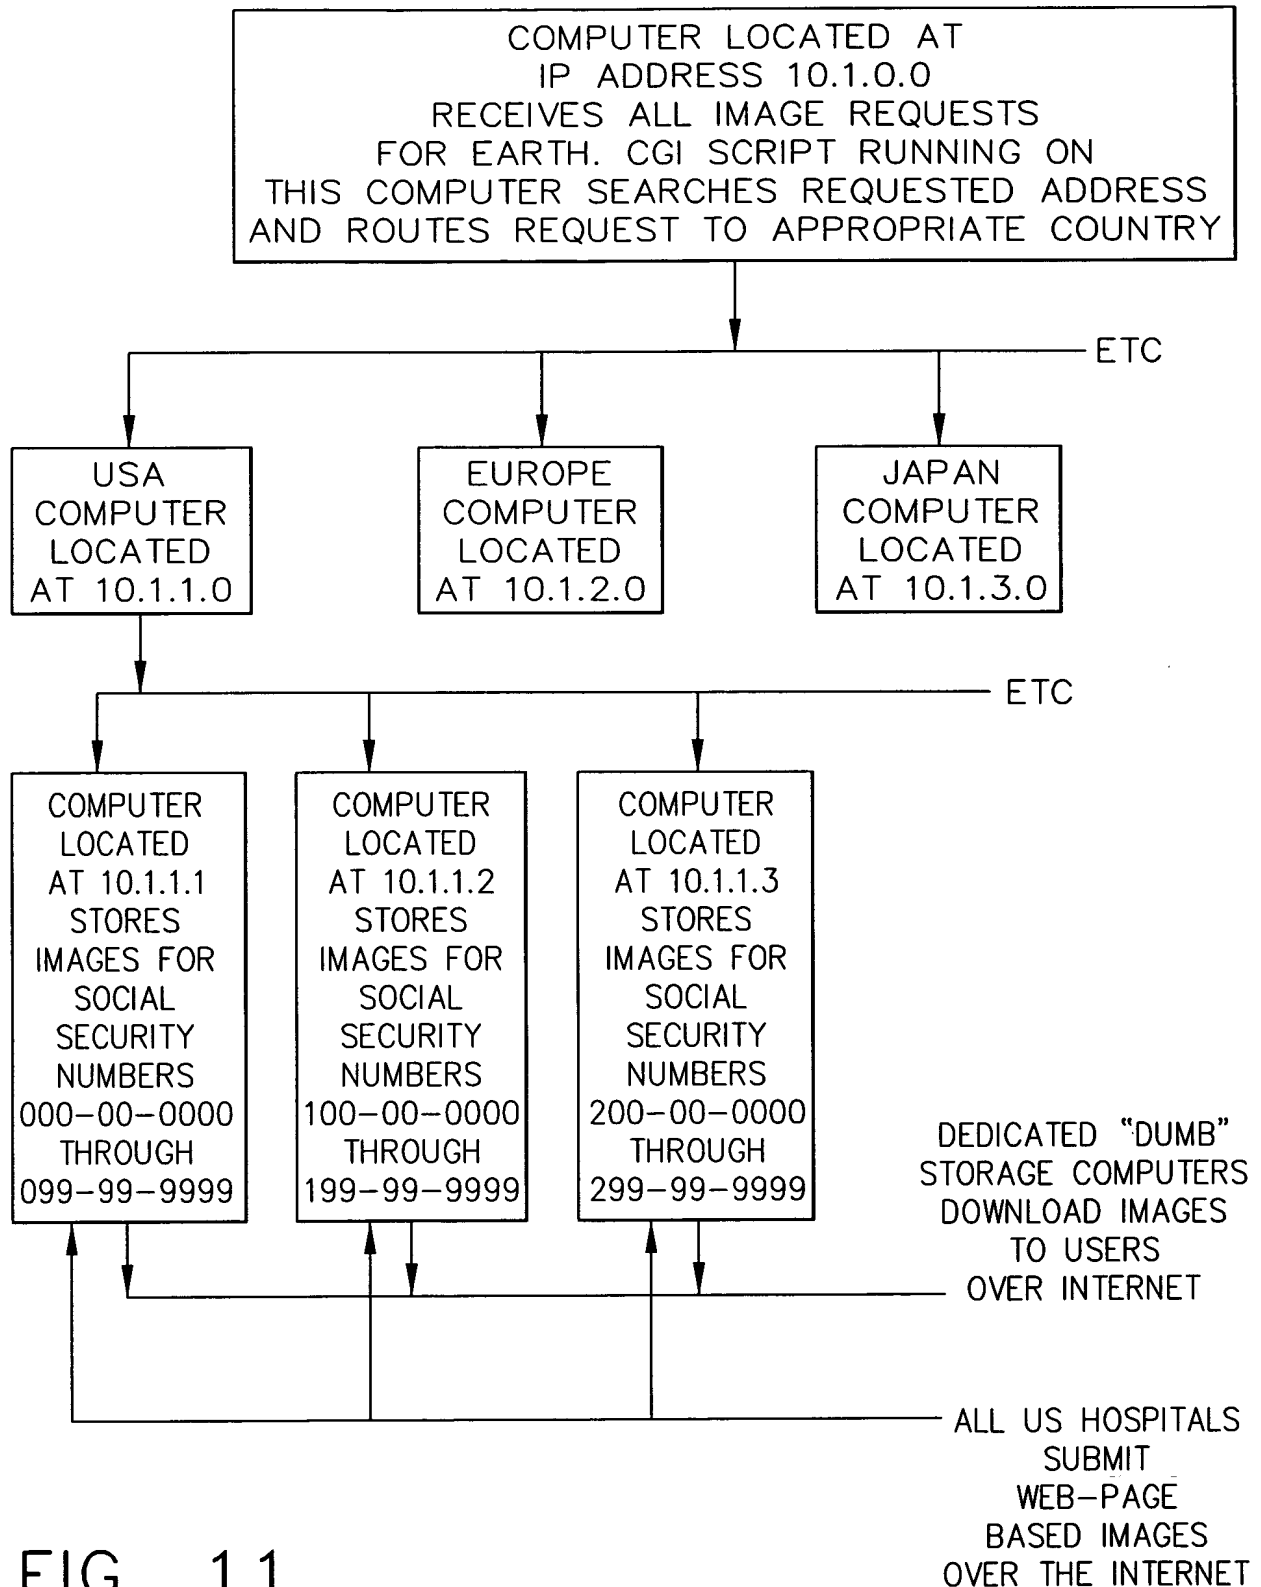 COMPUTER LOCATED AT
IP ADDRESS 10.1.0.0
RECEIVES ALL IMAGE REQUESTS
FOR EARTH. CGI SCRIPT RUNNING ON
THIS COMPUTER SEARCHES REQUESTED ADDRESS
AND ROUTES REQUEST TO APPROPRIATE COUNTRY
ETC
USA
COMPUTER
LOCATED
AT 10.1.1.0
EUROPE
COMPUTER
LOCATED
AT 10.1.2.0
JAPAN
COMPUTER
LOCATED
AT 10.1.3.0
ETC
COMPUTER
LOCATED
AT 10.1.1.1
STORES
IMAGES FOR
SOCIAL
SECURITY
NUMBERS
000-00-0000
THROUGH
099-99-9999
COMPUTER
LOCATED
AT 10.1.1.2
STORES
IMAGES FOR
SOCIAL
SECURITY
NUMBERS
100-00-0000
THROUGH
199-99-9999
COMPUTER
LOCATED
AT 10.1.1.3
STORES
IMAGES FOR
SOCIAL
SECURITY
NUMBERS
200-00-0000
THROUGH
299-99-9999
DEDICATED “DUMB”
STORAGE COMPUTERS
DOWNLOAD IMAGES
TO USERS
OVER INTERNET
ALL US HOSPITALS
SUBMIT
WEB-PAGE
BASED IMAGES
OVER THE INTERNET
FIG. 11